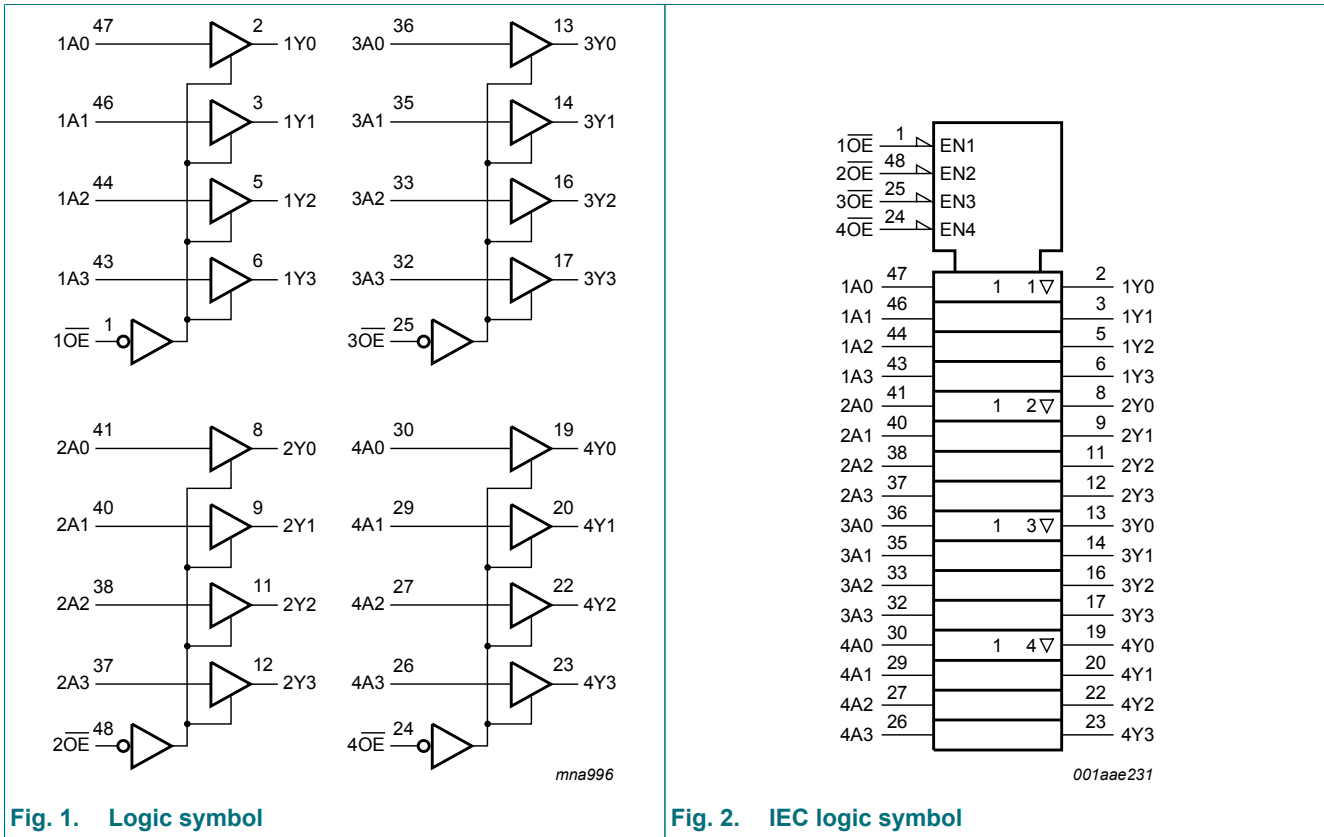 47 2 36 13
1A0 1Y0 3A0 3Y0
46 3 35 14
1A1 1Y1 3A1 3Y1
44 5 33 16
1A2 1Y2 3A2 3Y2
43 6 32 17
1A3 1Y3 3A3 3Y3
1O̅E̅ 1 3O̅E̅ 25
41 8 30 19
2A0 2Y0 4A0 4Y0
40 9 29 20
2A1 2Y1 4A1 4Y1
38 11 27 22
2A2 2Y2 4A2 4Y2
37 12 26 23
2A3 2Y3 4A3 4Y3
2O̅E̅ 48 4O̅E̅ 24
mna996
Fig. 1. Logic symbol
1O̅E̅ 1 EN1
2O̅E̅ 48 EN2
3O̅E̅ 25 EN3
4O̅E̅ 24 EN4
1A0 47 1 1▽ 2 1Y0
1A1 46 3 1Y1
1A2 44 5 1Y2
1A3 43 6 1Y3
2A0 41 1 2▽ 8 2Y0
2A1 40 9 2Y1
2A2 38 11 2Y2
2A3 37 12 2Y3
3A0 36 1 3▽ 13 3Y0
3A1 35 14 3Y1
3A2 33 16 3Y2
3A3 32 17 3Y3
4A0 30 1 4▽ 19 4Y0
4A1 29 20 4Y1
4A2 27 22 4Y2
4A3 26 23 4Y3
001aae231
Fig. 2. IEC logic symbol